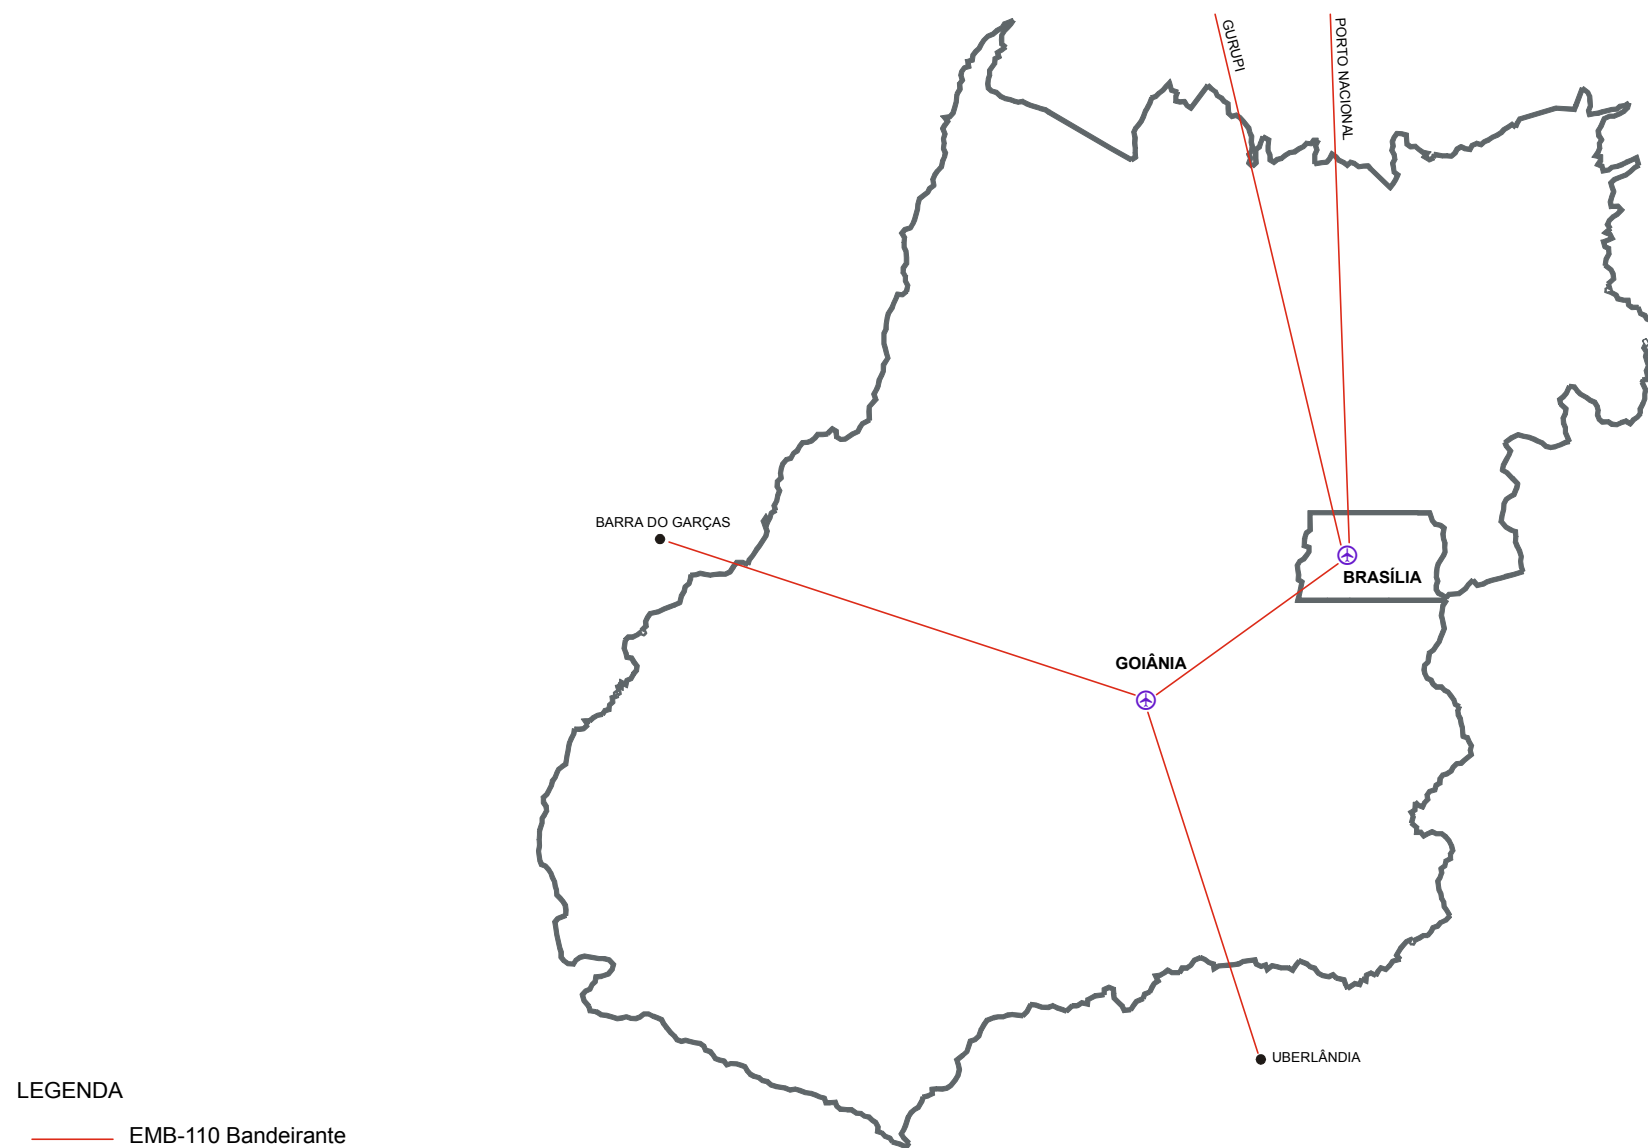 GURUPI
PORTO NACIONAL
BARRA DO GARÇAS
BRASÍLIA
GOIÂNIA
UBERLÂNDIA
LEGENDA
EMB-110 Bandeirante